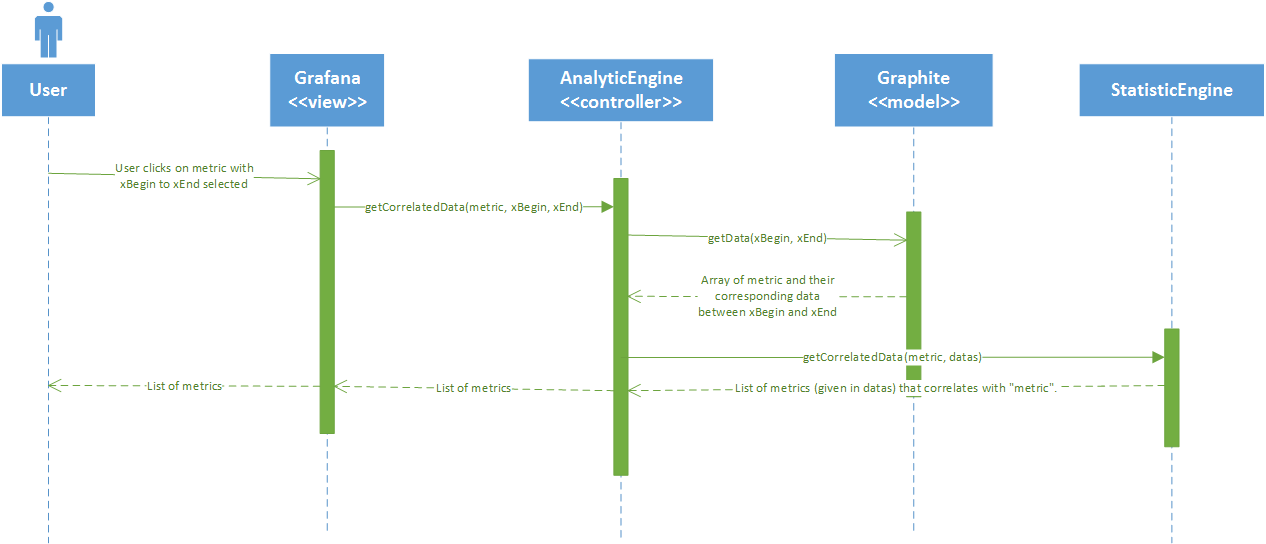 User
Grafana
<<view>>
AnalyticEngine
<<controller>>
Graphite
<<model>>
StatisticEngine
User clicks on metric with
xBegin to xEnd selected
getCorrelatedData(metric, xBegin, xEnd)
getData(xBegin, xEnd)
Array of metric and their
corresponding data
between xBegin and xEnd
getCorrelatedData(metric, datas)
List of metrics
List of metrics
List of metrics (given in datas) that correlates with "metric".